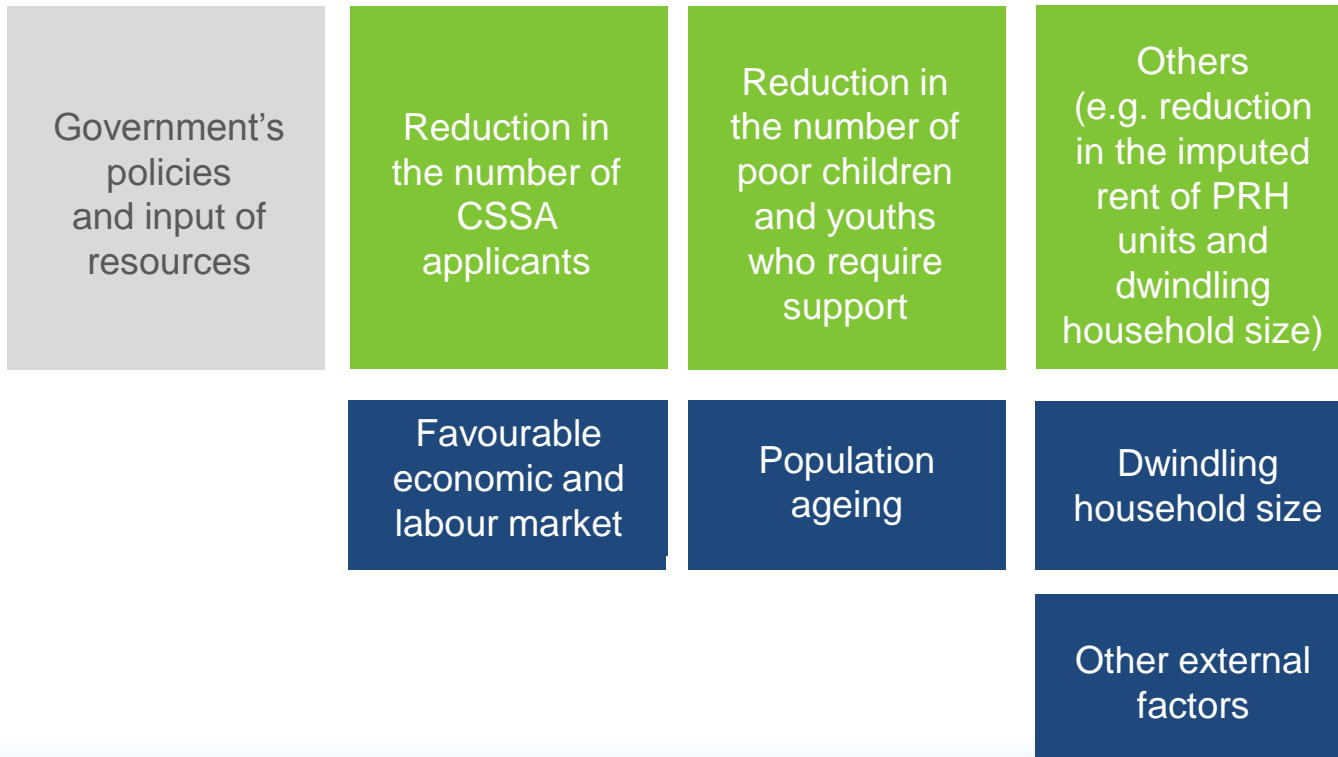 Government's
policies
and input of
resources
Reduction in
the number of
CSSA
applicants
Reduction in
the number of
poor children
and youths
who require
support
Others
(e.g. reduction
in the imputed
rent of PRH
units and
dwindling
household size)
Favourable
economic and
labour market
Population
ageing
Dwindling
household size
Other external
factors